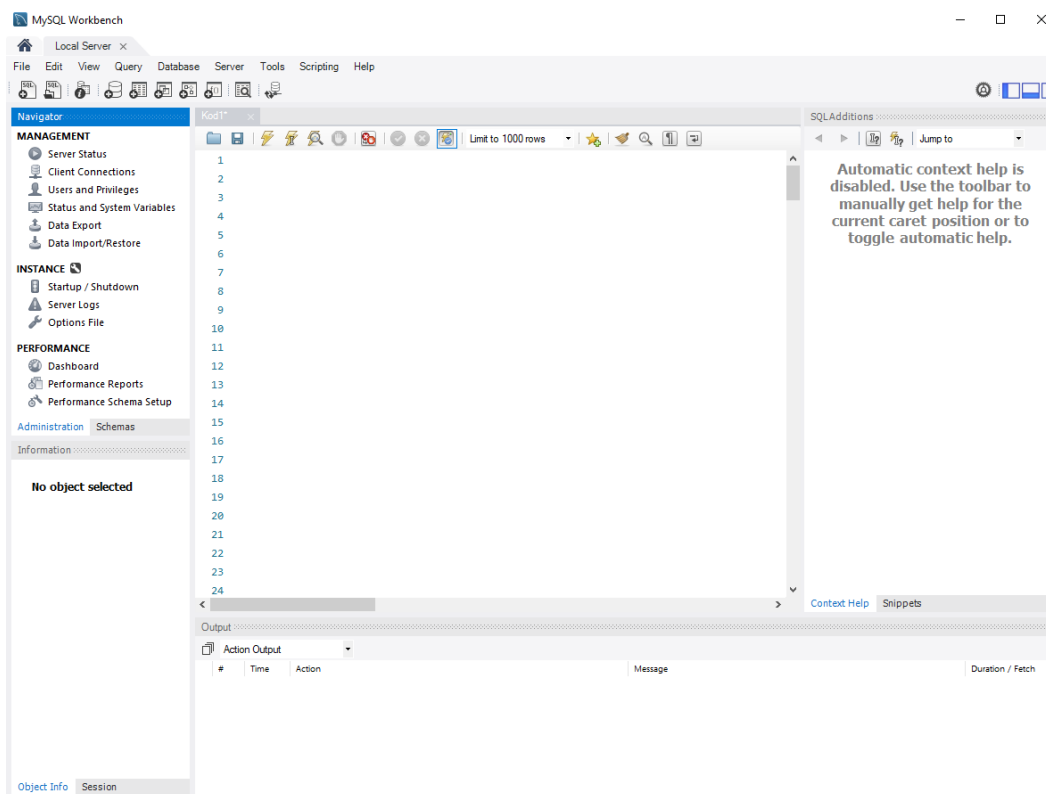 MySQL Workbench
Local Server
File Edit View Query Database Server Tools Scripting Help
Navigator
MANAGEMENT
Server Status
Client Connections
Users and Privileges
Status and System Variables
Data Export
Data Import/Restore
INSTANCE
Startup / Shutdown
Server Logs
Options File
PERFORMANCE
Dashboard
Performance Reports
Performance Schema Setup
Administration Schemas
Information
No object selected
Object Info Session
Kod1*
Limit to 1000 rows
1
2
3
4
5
6
7
8
9
10
11
12
13
14
15
16
17
18
19
20
21
22
23
24
SQLAdditions
Jump to
Automatic context help is
disabled. Use the toolbar to
manually get help for the
current caret position or to
toggle automatic help.
Context Help Snippets
Output
Action Output
# Time Action Message Duration / Fetch